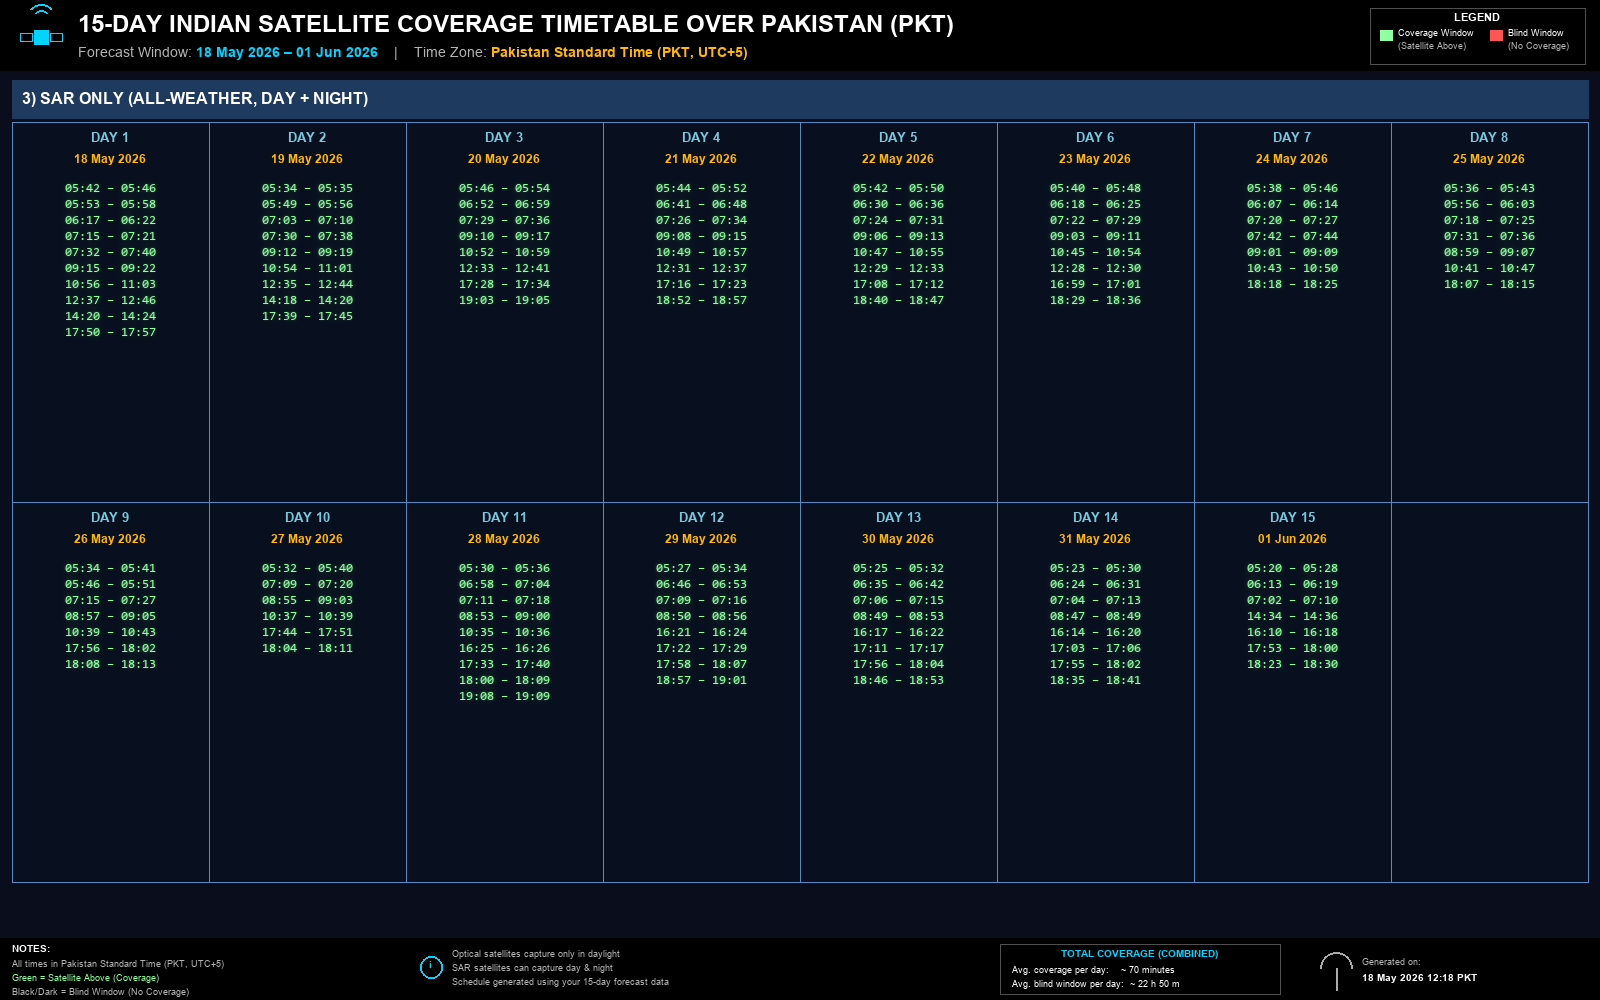 15-DAY INDIAN SATELLITE COVERAGE TIMETABLE OVER PAKISTAN (PKT)
Forecast Window: 18 May 2026 – 01 Jun 2026 | Time Zone: Pakistan Standard Time (PKT, UTC+5)
LEGEND
Coverage Window
(Satellite Above)
Blind Window
(No Coverage)
3) SAR ONLY (ALL-WEATHER, DAY + NIGHT)
DAY 1
18 May 2026
05:42 – 05:46
05:53 – 05:58
06:17 – 06:22
07:15 – 07:21
07:32 – 07:40
09:15 – 09:22
10:56 – 11:03
12:37 – 12:46
14:20 – 14:24
17:50 – 17:57
DAY 2
19 May 2026
05:34 – 05:35
05:49 – 05:56
07:03 – 07:10
07:30 – 07:38
09:12 – 09:19
10:54 – 11:01
12:35 – 12:44
14:18 – 14:20
17:39 – 17:45
DAY 3
20 May 2026
05:46 – 05:54
06:52 – 06:59
07:29 – 07:36
09:10 – 09:17
10:52 – 10:59
12:33 – 12:41
17:28 – 17:34
19:03 – 19:05
DAY 4
21 May 2026
05:44 – 05:52
06:41 – 06:48
07:26 – 07:34
09:08 – 09:15
10:49 – 10:57
12:31 – 12:37
17:16 – 17:23
18:52 – 18:57
DAY 5
22 May 2026
05:42 – 05:50
06:30 – 06:36
07:24 – 07:31
09:06 – 09:13
10:47 – 10:55
12:29 – 12:33
17:08 – 17:12
18:40 – 18:47
DAY 6
23 May 2026
05:40 – 05:48
06:18 – 06:25
07:22 – 07:29
09:03 – 09:11
10:45 – 10:54
12:28 – 12:30
16:59 – 17:01
18:29 – 18:36
DAY 7
24 May 2026
05:38 – 05:46
06:07 – 06:14
07:20 – 07:27
07:42 – 07:44
09:01 – 09:09
10:43 – 10:50
18:18 – 18:25
DAY 8
25 May 2026
05:36 – 05:43
05:56 – 06:03
07:18 – 07:25
07:31 – 07:36
08:59 – 09:07
10:41 – 10:47
18:07 – 18:15
DAY 9
26 May 2026
05:34 – 05:41
05:46 – 05:51
07:15 – 07:27
08:57 – 09:05
10:39 – 10:43
17:56 – 18:02
18:08 – 18:13
DAY 10
27 May 2026
05:32 – 05:40
07:09 – 07:20
08:55 – 09:03
10:37 – 10:39
17:44 – 17:51
18:04 – 18:11
DAY 11
28 May 2026
05:30 – 05:36
06:58 – 07:04
07:11 – 07:18
08:53 – 09:00
10:35 – 10:36
16:25 – 16:26
17:33 – 17:40
18:00 – 18:09
19:08 – 19:09
DAY 12
29 May 2026
05:27 – 05:34
06:46 – 06:53
07:09 – 07:16
08:50 – 08:56
16:21 – 16:24
17:22 – 17:29
17:58 – 18:07
18:57 – 19:01
DAY 13
30 May 2026
05:25 – 05:32
06:35 – 06:42
07:06 – 07:15
08:49 – 08:53
16:17 – 16:22
17:11 – 17:17
17:56 – 18:04
18:46 – 18:53
DAY 14
31 May 2026
05:23 – 05:30
06:24 – 06:31
07:04 – 07:13
08:47 – 08:49
16:14 – 16:20
17:03 – 17:06
17:55 – 18:02
18:35 – 18:41
DAY 15
01 Jun 2026
05:20 – 05:28
06:13 – 06:19
07:02 – 07:10
14:34 – 14:36
16:10 – 16:18
17:53 – 18:00
18:23 – 18:30
NOTES:
All times in Pakistan Standard Time (PKT, UTC+5)
Green = Satellite Above (Coverage)
Black/Dark = Blind Window (No Coverage)
i
Optical satellites capture only in daylight
SAR satellites can capture day & night
Schedule generated using your 15-day forecast data
TOTAL COVERAGE (COMBINED)
Avg. coverage per day: ~ 70 minutes
Avg. blind window per day: ~ 22 h 50 m
Generated on:
18 May 2026 12:18 PKT